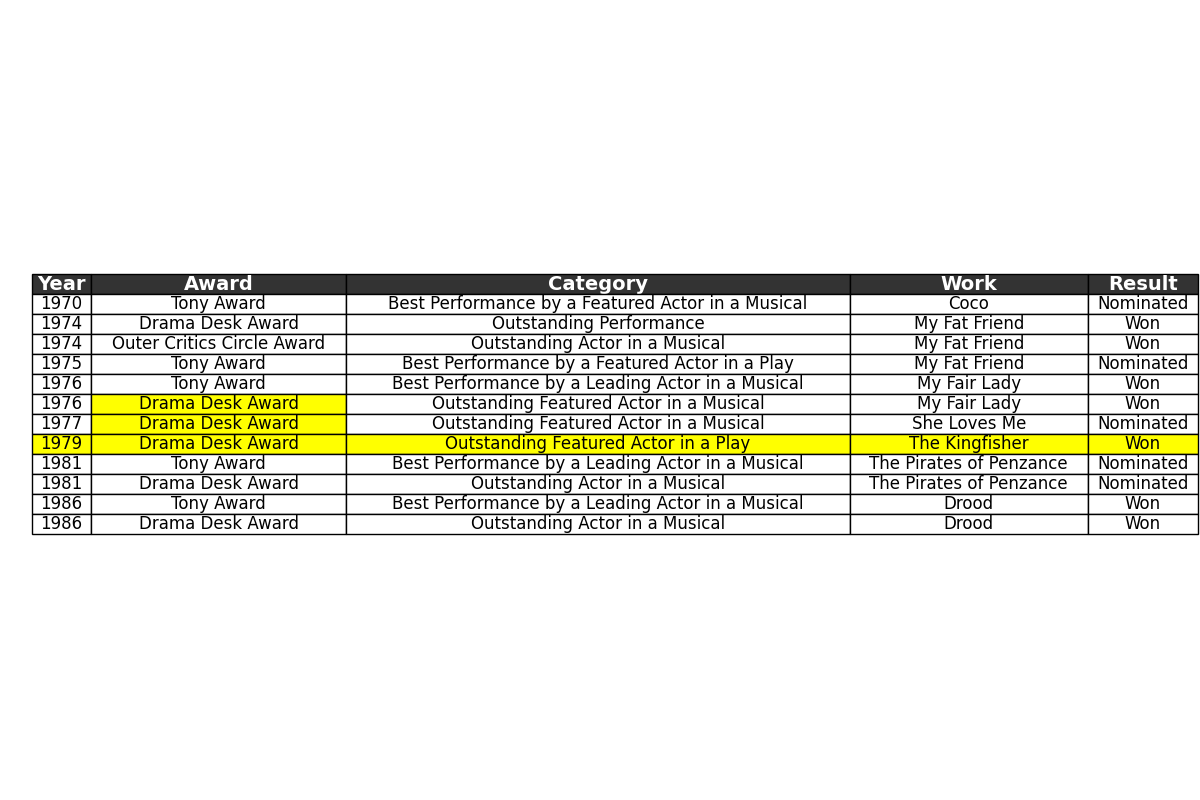 Year Award Category Work Result
1970 Tony Award Best Performance by a Featured Actor in a Musical Coco Nominated
1974 Drama Desk Award Outstanding Performance My Fat Friend Won
1974 Outer Critics Circle Award Outstanding Actor in a Musical My Fat Friend Won
1975 Tony Award Best Performance by a Featured Actor in a Play My Fat Friend Nominated
1976 Tony Award Best Performance by a Leading Actor in a Musical My Fair Lady Won
1976 Drama Desk Award Outstanding Featured Actor in a Musical My Fair Lady Won
1977 Drama Desk Award Outstanding Featured Actor in a Musical She Loves Me Nominated
1979 Drama Desk Award Outstanding Featured Actor in a Play The Kingfisher Won
1981 Tony Award Best Performance by a Leading Actor in a Musical The Pirates of Penzance Nominated
1981 Drama Desk Award Outstanding Actor in a Musical The Pirates of Penzance Nominated
1986 Tony Award Best Performance by a Leading Actor in a Musical Drood Won
1986 Drama Desk Award Outstanding Actor in a Musical Drood Won